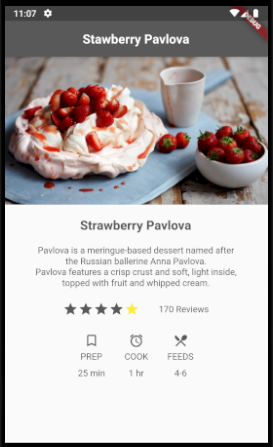 11:07
DEBUG
Stawberry Pavlova
Strawberry Pavlova
Pavlova is a meringue-based dessert named after
the Russian ballerine Anna Pavlova.
Pavlova features a crisp crust and soft, light inside,
topped with fruit and whipped cream.
170 Reviews
PREP COOK FEEDS
25 min 1 hr 4-6